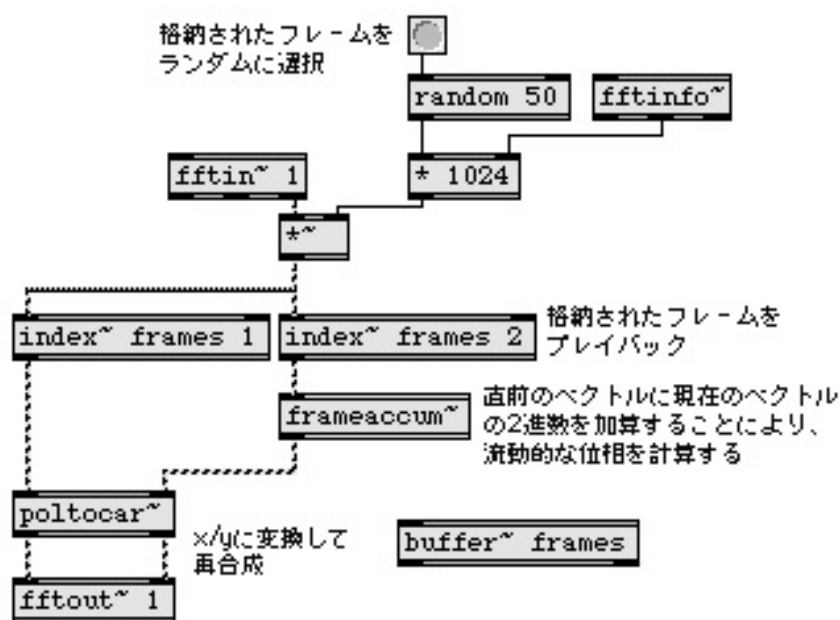 格納されたフレームを
ランダムに選択
random 50
fftinfo~
fftin~ 1
* 1024
*~
index~ frames 1
index~ frames 2
格納されたフレームを
プレイバック
frameaccum~
直前のベクトルに現在のベクトル
の2進数を加算することにより、
流動的な位相を計算する
poltocar~
x/yに変換して
再合成
buffer~ frames
fftout~ 1